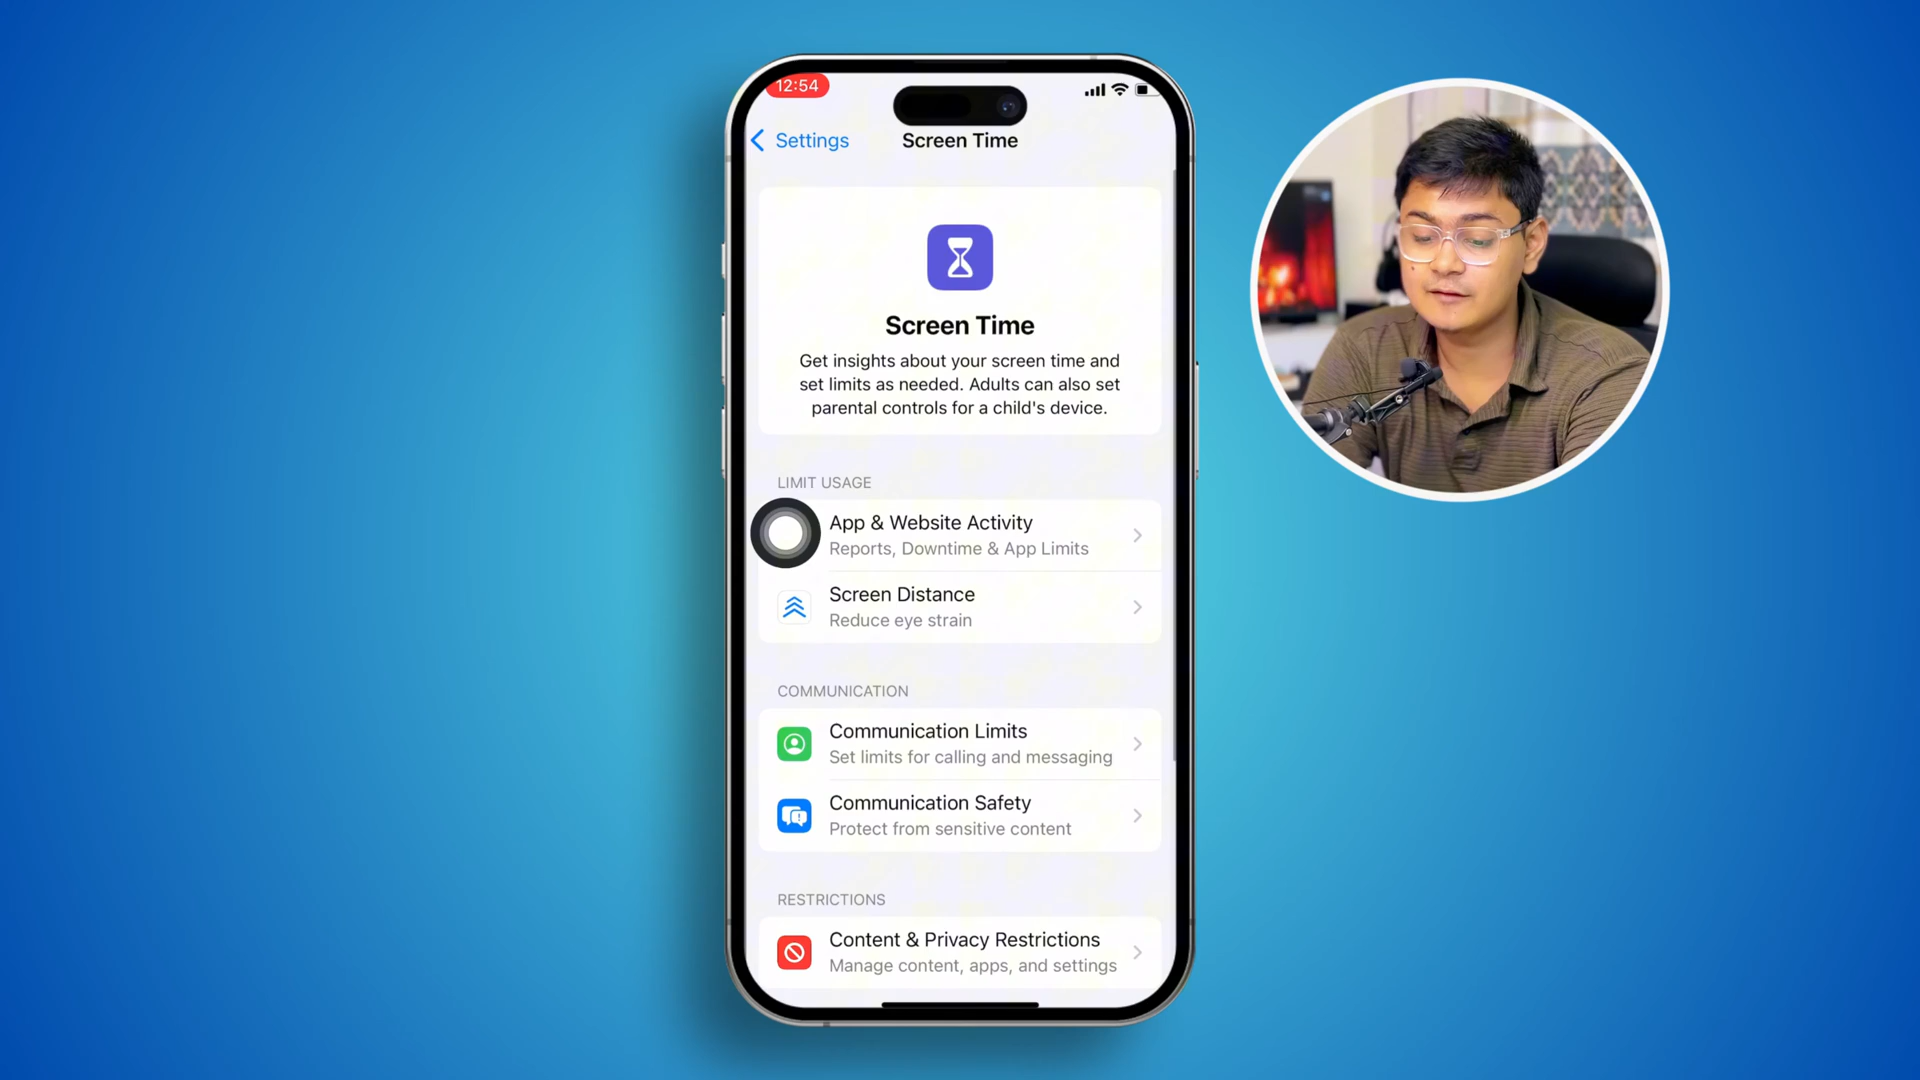 12:54
Settings
Screen Time
Screen Time
Get insights about your screen time and
set limits as needed. Adults can also set
parental controls for a child's device.
LIMIT USAGE
App & Website Activity
Reports, Downtime & App Limits
Screen Distance
Reduce eye strain
COMMUNICATION
Communication Limits
Set limits for calling and messaging
Communication Safety
Protect from sensitive content
RESTRICTIONS
Content & Privacy Restrictions
Manage content, apps, and settings